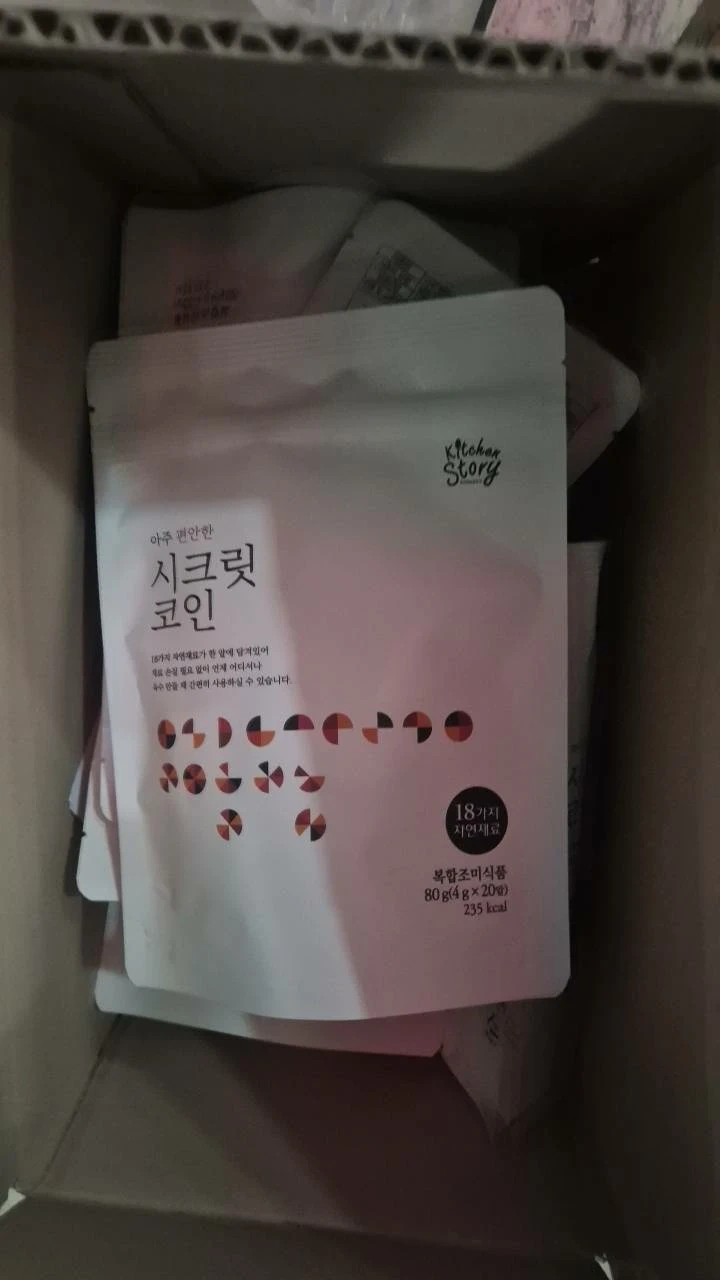 Kitchen
Story
아주 편안한
시크릿
코인
18가지 자연재료가 한 알에 담겨있어
재료 손질 필요 없이 언제 어디서나
육수 만들 때 간편히 사용하실 수 있습니다.
18가지
자연재료
복합조미식품
80 g(4 g×20알)
235 kcal